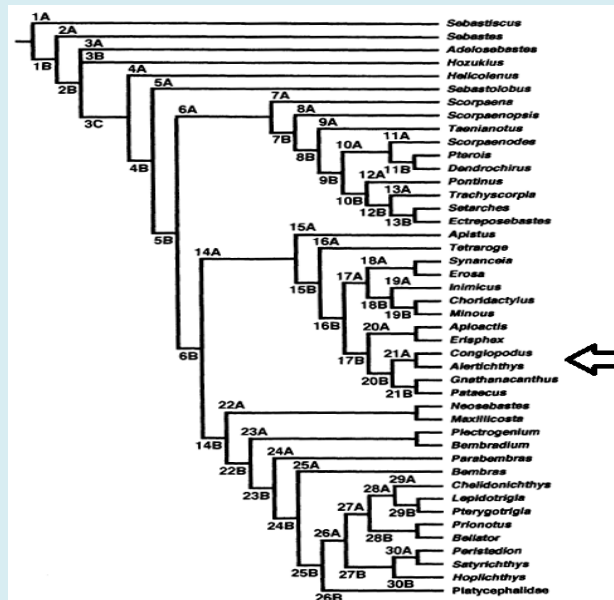 1A
Sebastiscus
2A
Sebastes
3A
Adelosebastes
1B
3B
Hozukius
2B
4A
Helicolenus
5A
Sebastolobus
6A
7A
Scorpaena
3C
8A
Scorpaenopsis
9A
Taenianotus
7B
10A
11A
Scorpaenodes
8B
Pterois
4B
11B
Dendrochirus
9B
12A
Pontinus
13A
Trachyscorpia
10B
12B
Setarches
13B
Ectreposebastes
15A
Apistus
5B
14A
16A
Tetraroge
18A
Synanceia
17A
Erosa
15B
19A
Inimicus
18B
Choridactylus
19B
Minous
16B
20A
Aploactis
Erisphex
6B
17B
21A
Congiopodus
Alertichthys
20B
Gnathanacanthus
21B
Pataecus
22A
Neosebastes
Maxillicosta
23A
Plectrogenium
14B
Bembradium
24A
Parabembras
22B
25A
Bembras
29A
Chelidonichthys
23B
28A
Lepidotrigla
27A
29B
Pterygotrigla
24B
26A
Prionotus
28B
Bellator
30A
Peristedion
25B
27B
Satyrichthys
30B
Hoplichthys
26B
Platycephalidae